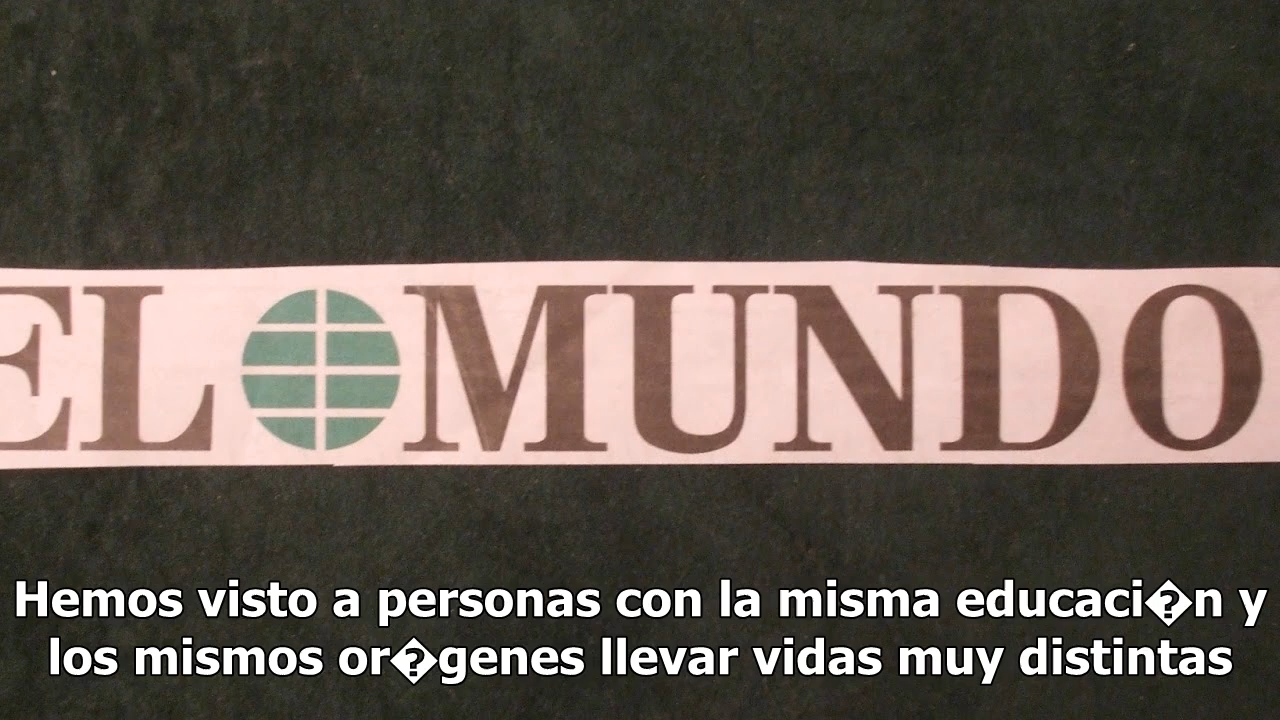 EL MUNDO
Hemos visto a personas con la misma educaci�n y
los mismos or�genes llevar vidas muy distintas